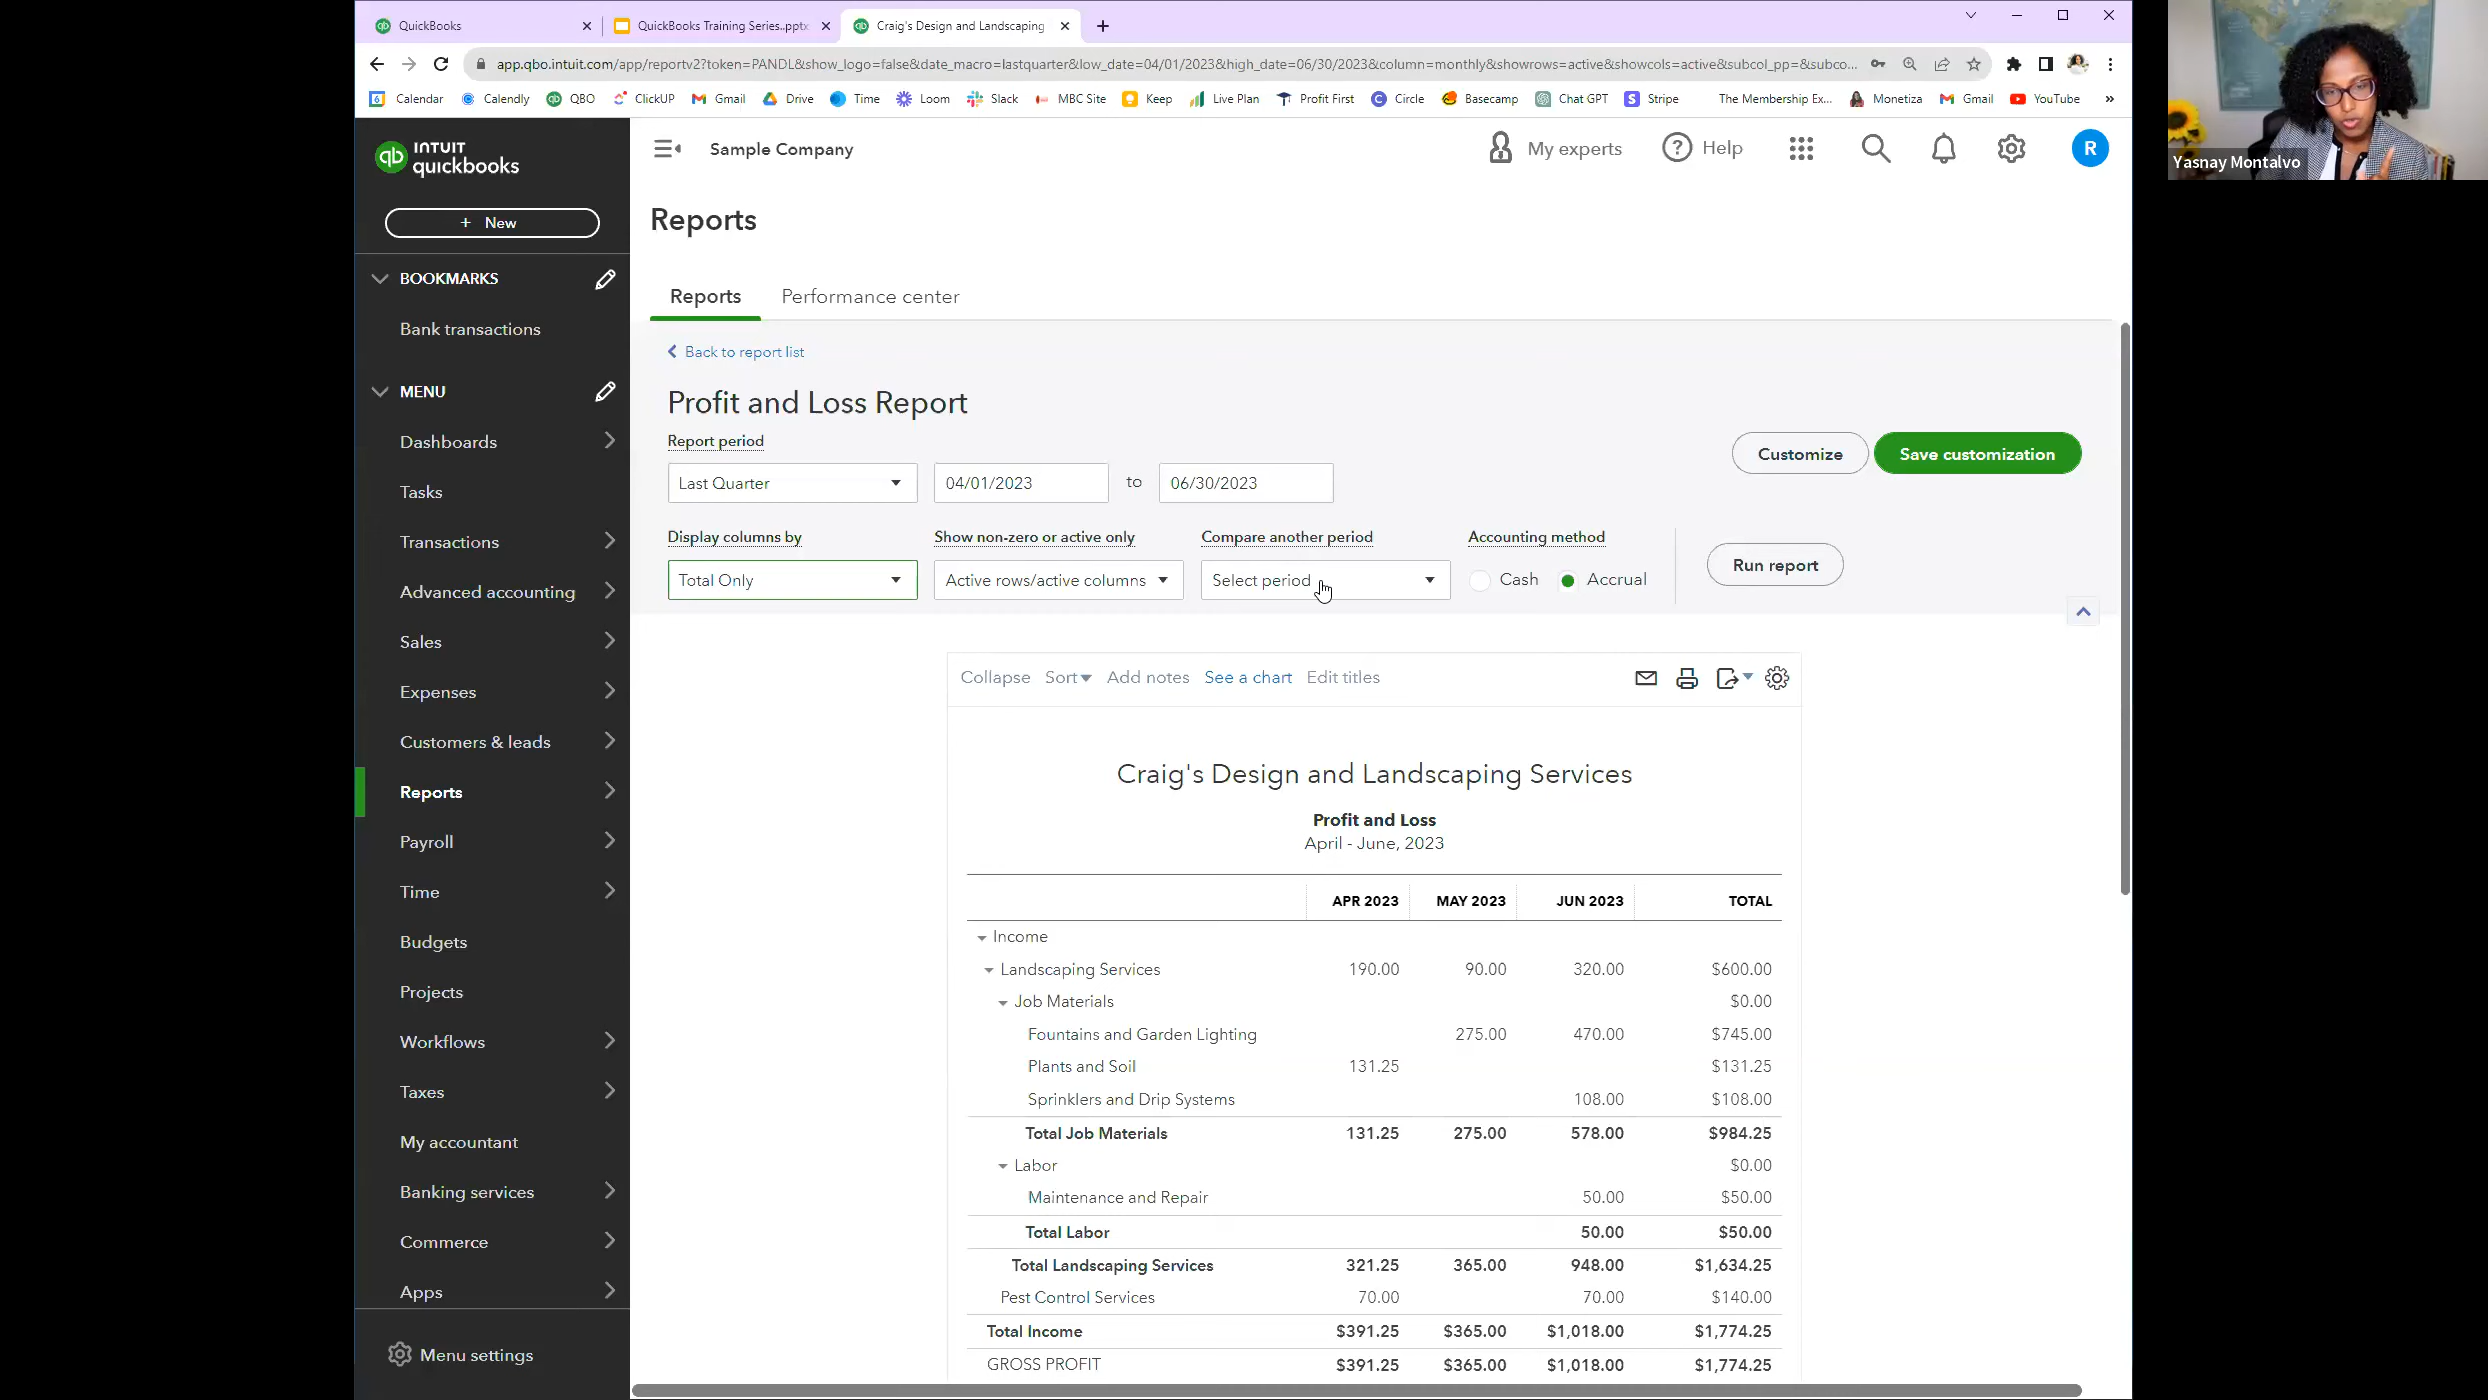 QuickBooks
QuickBooks Training Series..pptx
Craig's Design and Landscaping
app.qbo.intuit.com/app/reportv2?token=PANDL&show_logo=false&date_macro=lastquarter&low_date=04/01/2023&high_date=06/30/2023&column=monthly&showrows=active&showcols=active&subcol_pp=&subco...
Calendar Calendly QBO ClickUP Gmail Drive Time Loom Slack MBC Site Keep Live Plan Profit First Circle Basecamp Chat GPT Stripe The Membership Ex... Monetiza Gmail YouTube »
Yasnay Montalvo
INTUIT
quickbooks
Sample Company
My experts
Help
R
+ New
Reports
BOOKMARKS
Bank transactions
MENU
Dashboards
Tasks
Transactions
Advanced accounting
Sales
Expenses
Customers & leads
Reports
Payroll
Time
Budgets
Projects
Workflows
Taxes
My accountant
Banking services
Commerce
Apps
Menu settings
Reports Performance center
Back to report list
Profit and Loss Report
Report period
Last Quarter 04/01/2023 to 06/30/2023
Customize Save customization
Display columns by Show non-zero or active only Compare another period Accounting method
Total Only Active rows/active columns Select period Cash Accrual
Run report
Collapse Sort Add notes See a chart Edit titles
Craig's Design and Landscaping Services
Profit and Loss
April - June, 2023
APR 2023 MAY 2023 JUN 2023 TOTAL
Income
Landscaping Services 190.00 90.00 320.00 $600.00
Job Materials $0.00
Fountains and Garden Lighting 275.00 470.00 $745.00
Plants and Soil 131.25 $131.25
Sprinklers and Drip Systems 108.00 $108.00
Total Job Materials 131.25 275.00 578.00 $984.25
Labor $0.00
Maintenance and Repair 50.00 $50.00
Total Labor 50.00 $50.00
Total Landscaping Services 321.25 365.00 948.00 $1,634.25
Pest Control Services 70.00 70.00 $140.00
Total Income $391.25 $365.00 $1,018.00 $1,774.25
GROSS PROFIT $391.25 $365.00 $1,018.00 $1,774.25